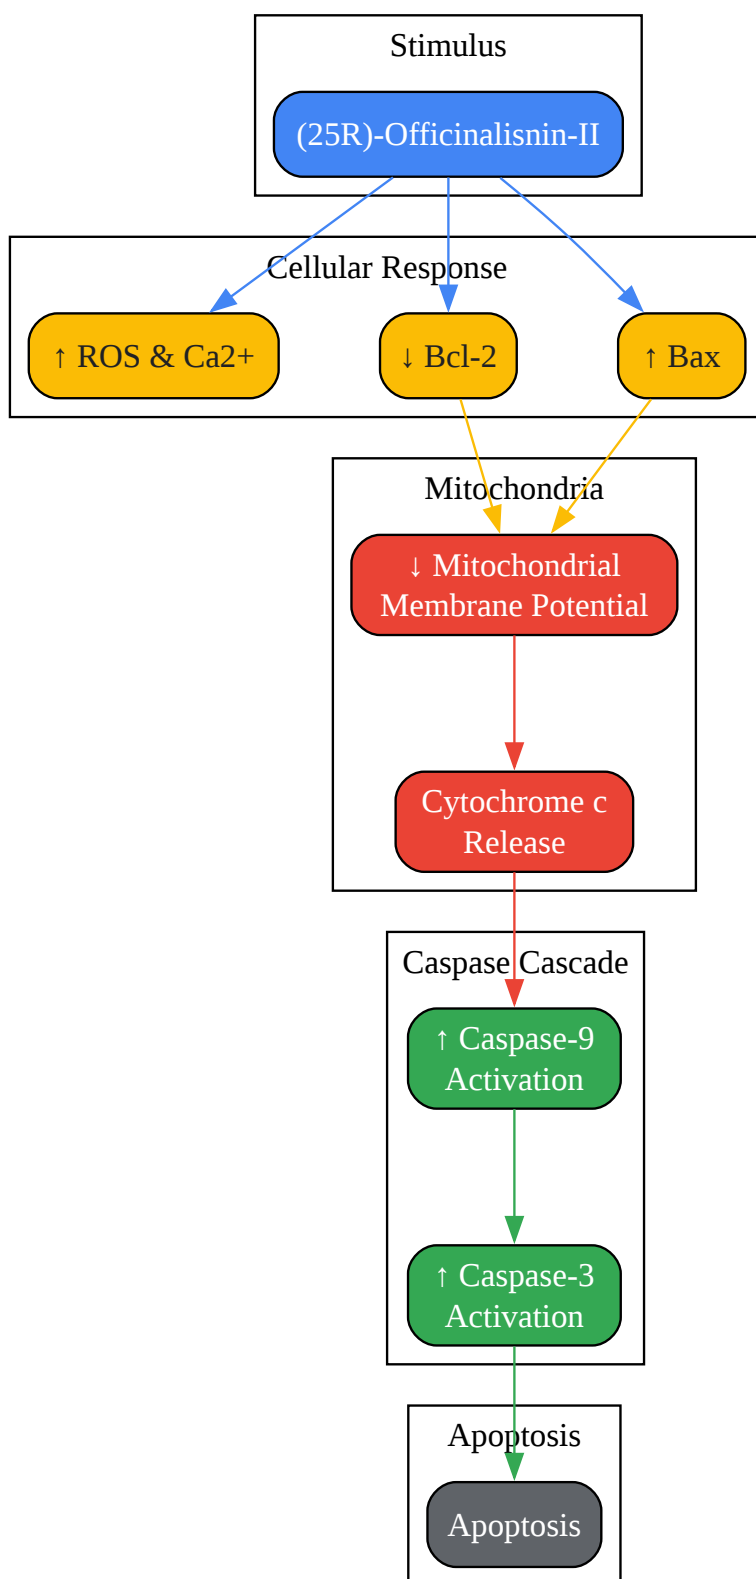 Stimulus
(25R)-Officinalisnin-II
Cellular Response
↑ ROS & Ca2+
↓ Bcl-2
↑ Bax
Mitochondria
↓ Mitochondrial
Membrane Potential
Cytochrome c
Release
Caspase Cascade
↑ Caspase-9
Activation
↑ Caspase-3
Activation
Apoptosis
Apoptosis